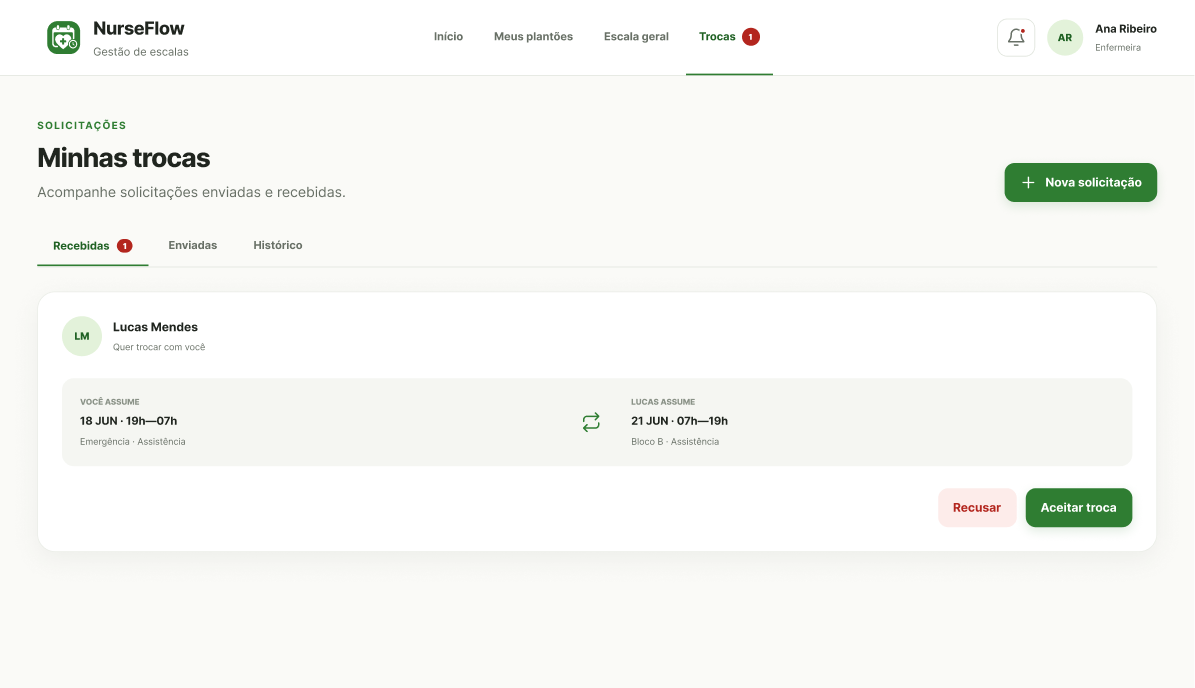 NurseFlow
Gestão de escalas
Início
Meus plantões
Escala geral
Trocas 1
AR
Ana Ribeiro
Enfermeira
SOLICITAÇÕES
Minhas trocas
Acompanhe solicitações enviadas e recebidas.
Nova solicitação
Recebidas 1
Enviadas
Histórico
LM
Lucas Mendes
Quer trocar com você
VOCÊ ASSUME
18 JUN · 19h—07h
Emergência · Assistência
LUCAS ASSUME
21 JUN · 07h—19h
Bloco B · Assistência
Recusar
Aceitar troca